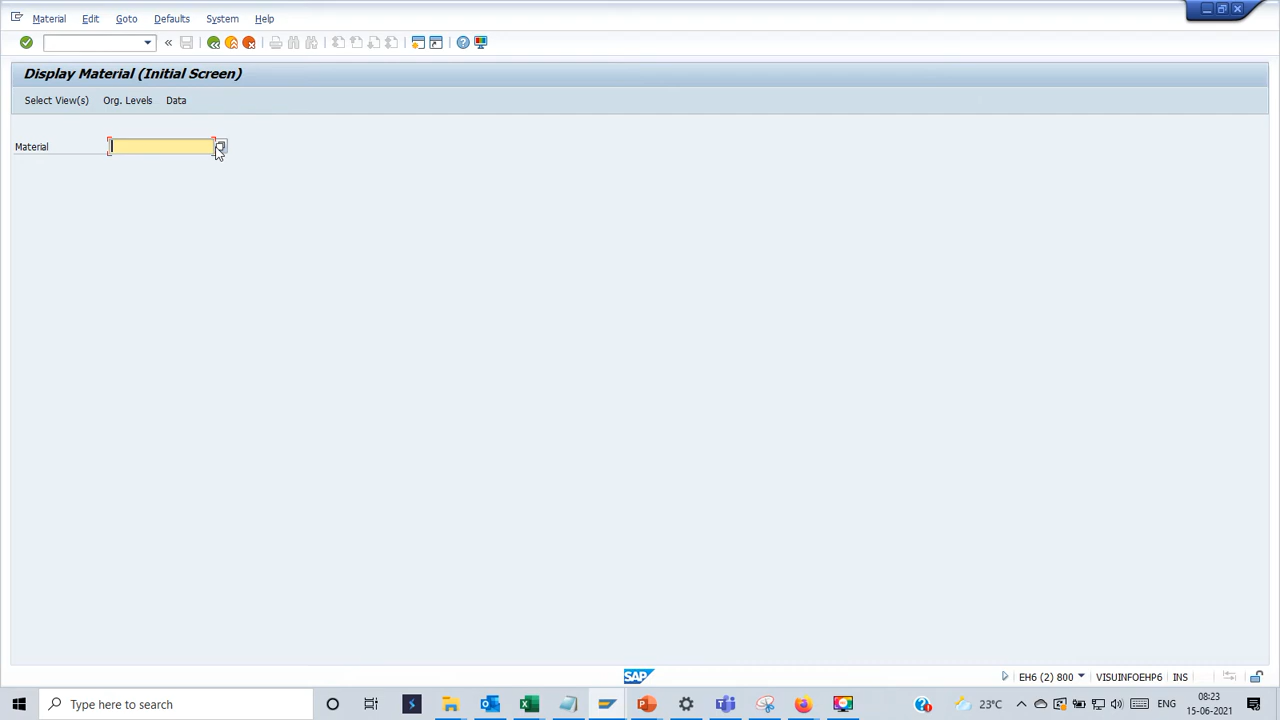 Material Edit Goto Defaults System Help
Display Material (Initial Screen)
Select View(s) Org. Levels Data
Material
SAP
EH6 (2) 800 VISUINFOEHP6 INS
Type here to search
23°C ENG 08:23
15-06-2021